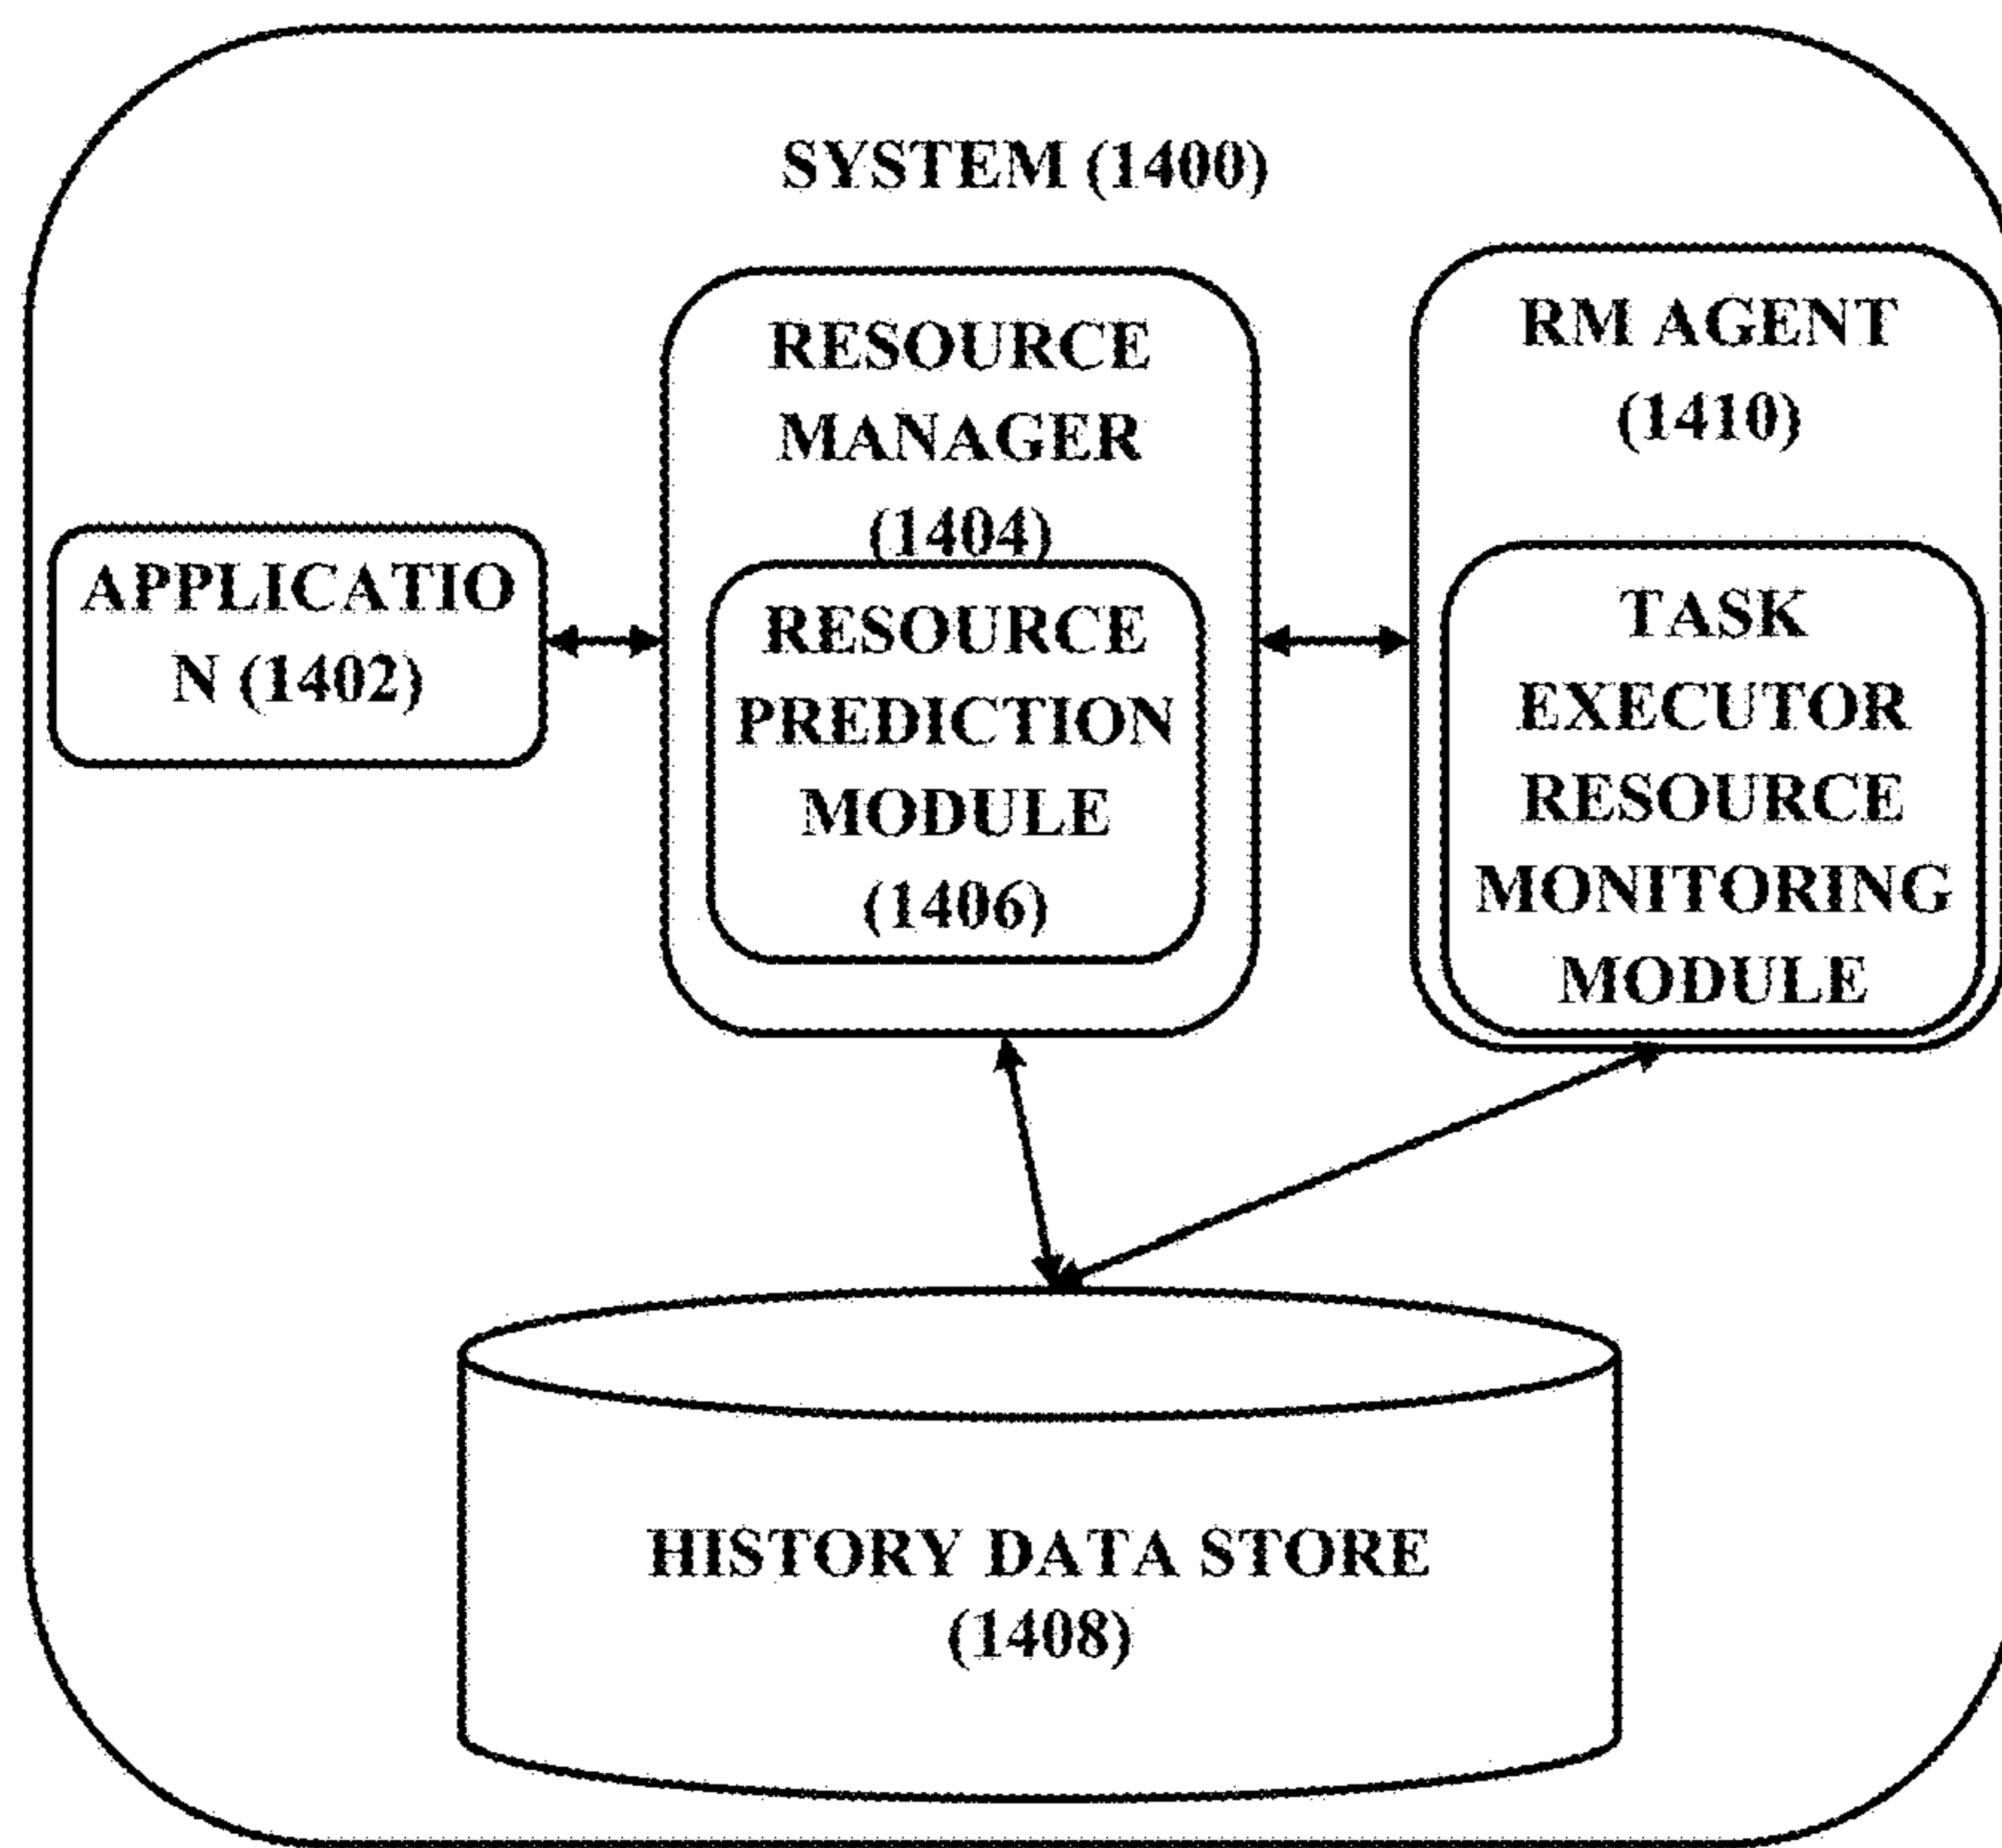 SYSTEM (1400)
RESOURCE
MANAGER
(1404)
RM AGENT
(1410)
APPLICATIO
N (1402)
RESOURCE
PREDICTION
MODULE
(1406)
TASK
EXECUTOR
RESOURCE
MONITORING
MODULE
HISTORY DATA STORE
(1408)